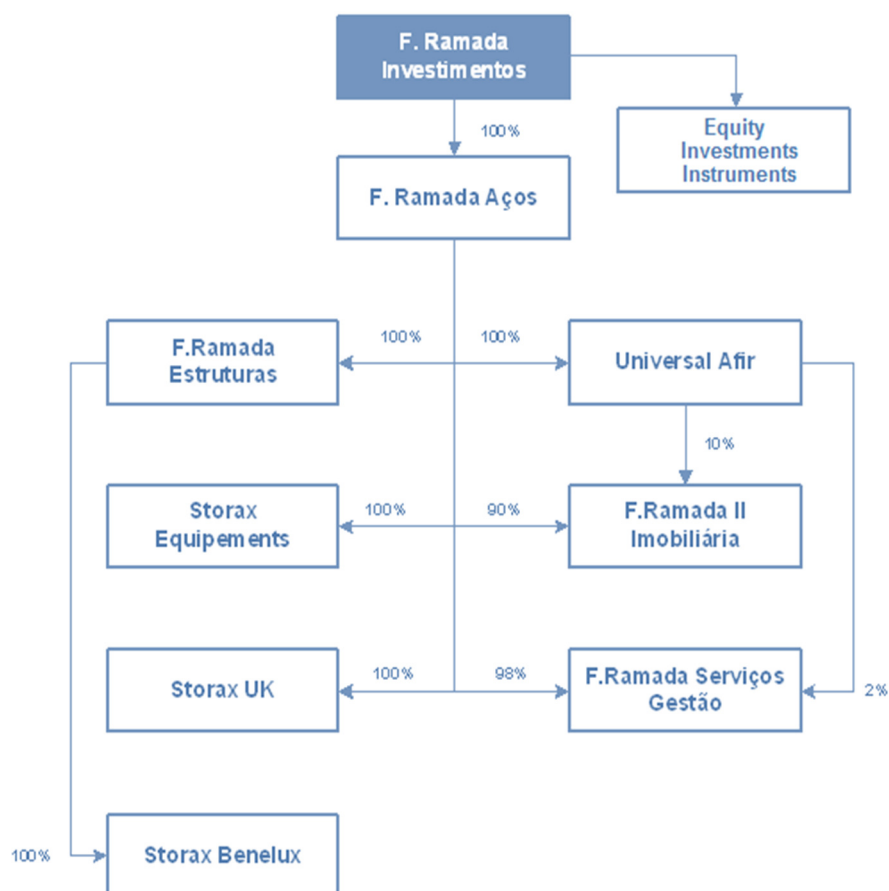 F. Ramada
Investimentos
100%
Equity
Investments
Instruments
F. Ramada Aços
F.Ramada
Estruturas
100%
100%
Universal Afir
10%
Storax
Equipements
100%
90%
F.Ramada II
Imobiliária
Storax UK
100%
98%
F.Ramada Serviços
Gestão
2%
100%
Storax Benelux